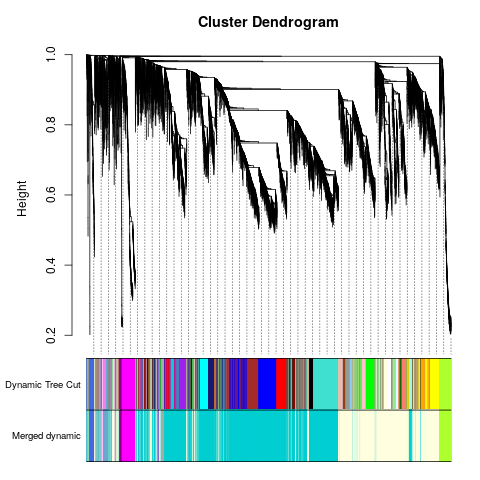 Cluster Dendrogram
Height
1.0
0.8
0.6
0.4
0.2
Dynamic Tree Cut
Merged dynamic